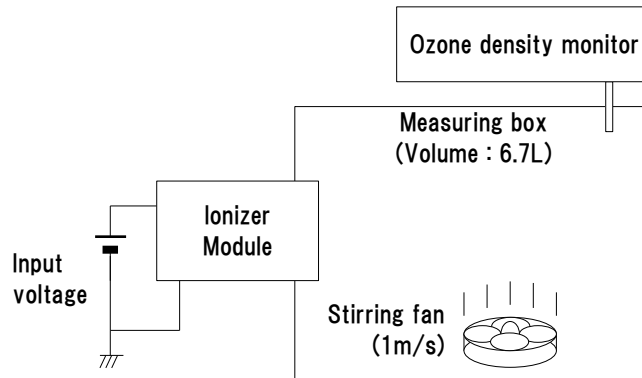 Ozone density monitor
Measuring box
(Volume : 6.7L)
Ionizer
Module
Input
voltage
Stirring fan
(1m/s)